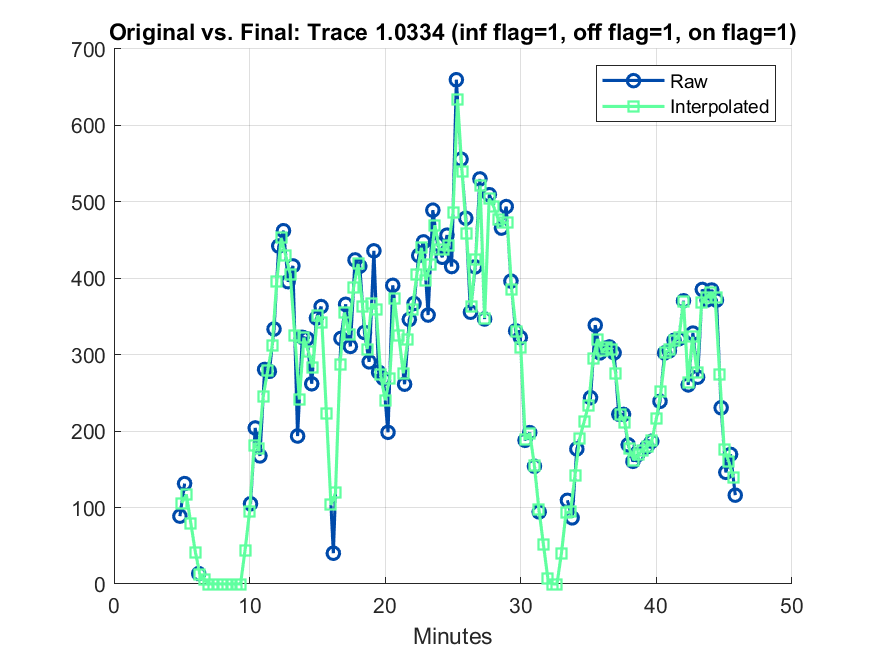 Original vs. Final: Trace 1.0334 (inf flag=1, off flag=1, on flag=1)
700
600
500
400
300
200
100
0
Raw
Interpolated
0 10 20 30 40 50
Minutes